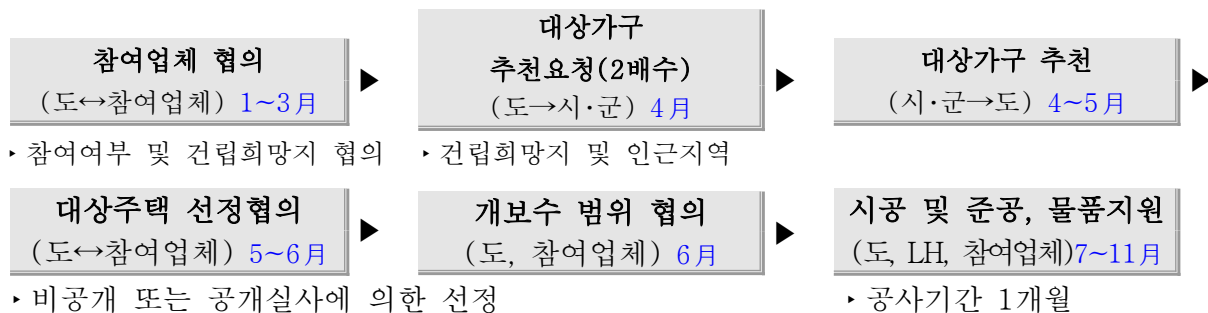 참여업체 협의
(도↔참여업체) 1~3月
▶
대상가구
추천요청(2배수)
(도→시·군) 4月
▶
대상가구 추천
(시·군→도) 4~5月
▶
‣참여여부 및 건립희망지 협의
‣건립희망지 및 인근지역
대상주택 선정협의
(도↔참여업체) 5~6月
▶
개보수 범위 협의
(도, 참여업체) 6月
▶
시공 및 준공, 물품지원
(도, LH, 참여업체)7~11月
‣비공개 또는 공개실사에 의한 선정
‣공사기간 1개월